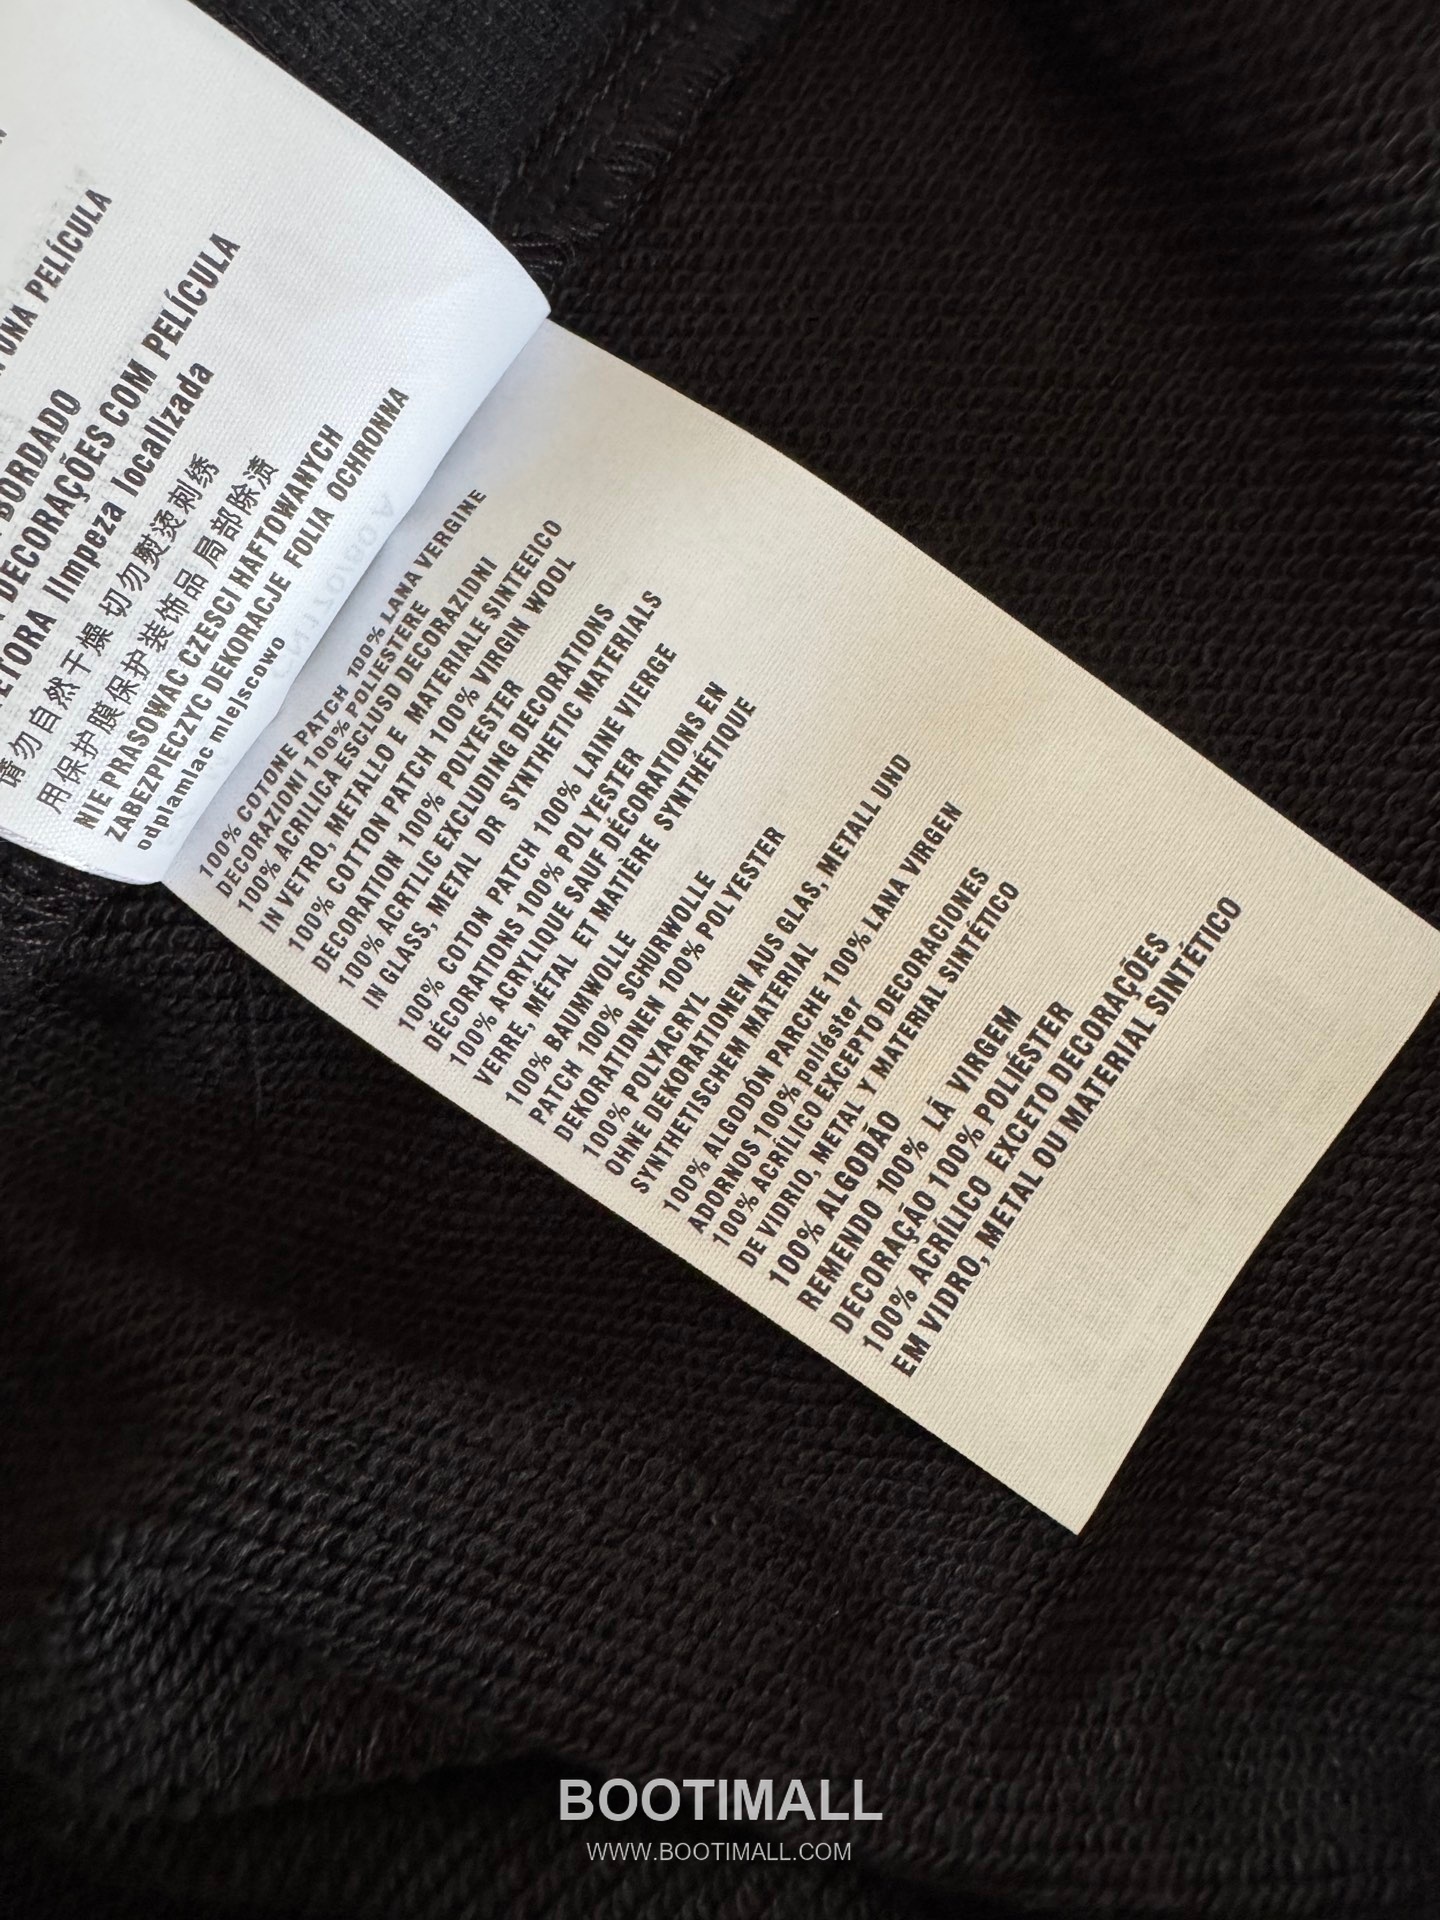 UNA PELÍCULA
BORDADO
DECORAÇÕES COM PELÍCULA
ETORA lImpeza locallzada
请勿自然干燥 切勿熨烫刺绣
用保护膜保护装饰品 局部除渍
NIE PRASOWAC CZESCI HAFTOWANYCH
ZABEZPIECZYC DEKORACJE FOLIA OCHRONNA
odplamlac mlejscowo
100% COTONE PATCH 100% LANA VERGINE
DECORAZIONI 100% POLIESTERE
100% ACRILICA ESCLUSD DECORAZIDNI
IN VETRO, METALLO E MATERIALE SINTEEICO
100% COTTON PATCH 100% VIRGIN WOOL
DECORATION 100% POLYESTER
100% ACRTLIC EXCLUDING DECORATIONS
IN GLASS, METAL DR SYNTHETIC MATERIALS
100% COTON PATCH 100% LAINE VIERGE
DÉCORATIONS 100% POLYESTER
100% ACRYLIQUE SAUF DÉCORATIONS EN
VERRE, MÉTAL ET MATIÈRE SYNTHÉTIQUE
100% BAUMWOLLE
PATCH 100% SCHURWOLLE
DEKORATIDNEN 100% POLYESTER
100% POLYACRYL
OHNE DEKORATIONEN AUS GLAS, METALL UND
SYNTHETISCHEM MATERIAL
100% ALGODÓN PARCHE 100% LANA VIRGEN
ADORNOS 100% polléster
100% ACRÍLICO EXCEPTO DECORACIONES
DE VIDRIO, METAL Y MATERIAL SINTÉTICO
100% ALGODÃO
REMENDO 100% LÃ VIRGEM
DECORAÇÃO 100% POLIÉSTER
100% ACRÍLICO EXCETO DECORAÇÕES
EM VIDRO, METAL OU MATERIAL SINTÉTICO
BOOTIMALL
WWW.BOOTIMALL.COM